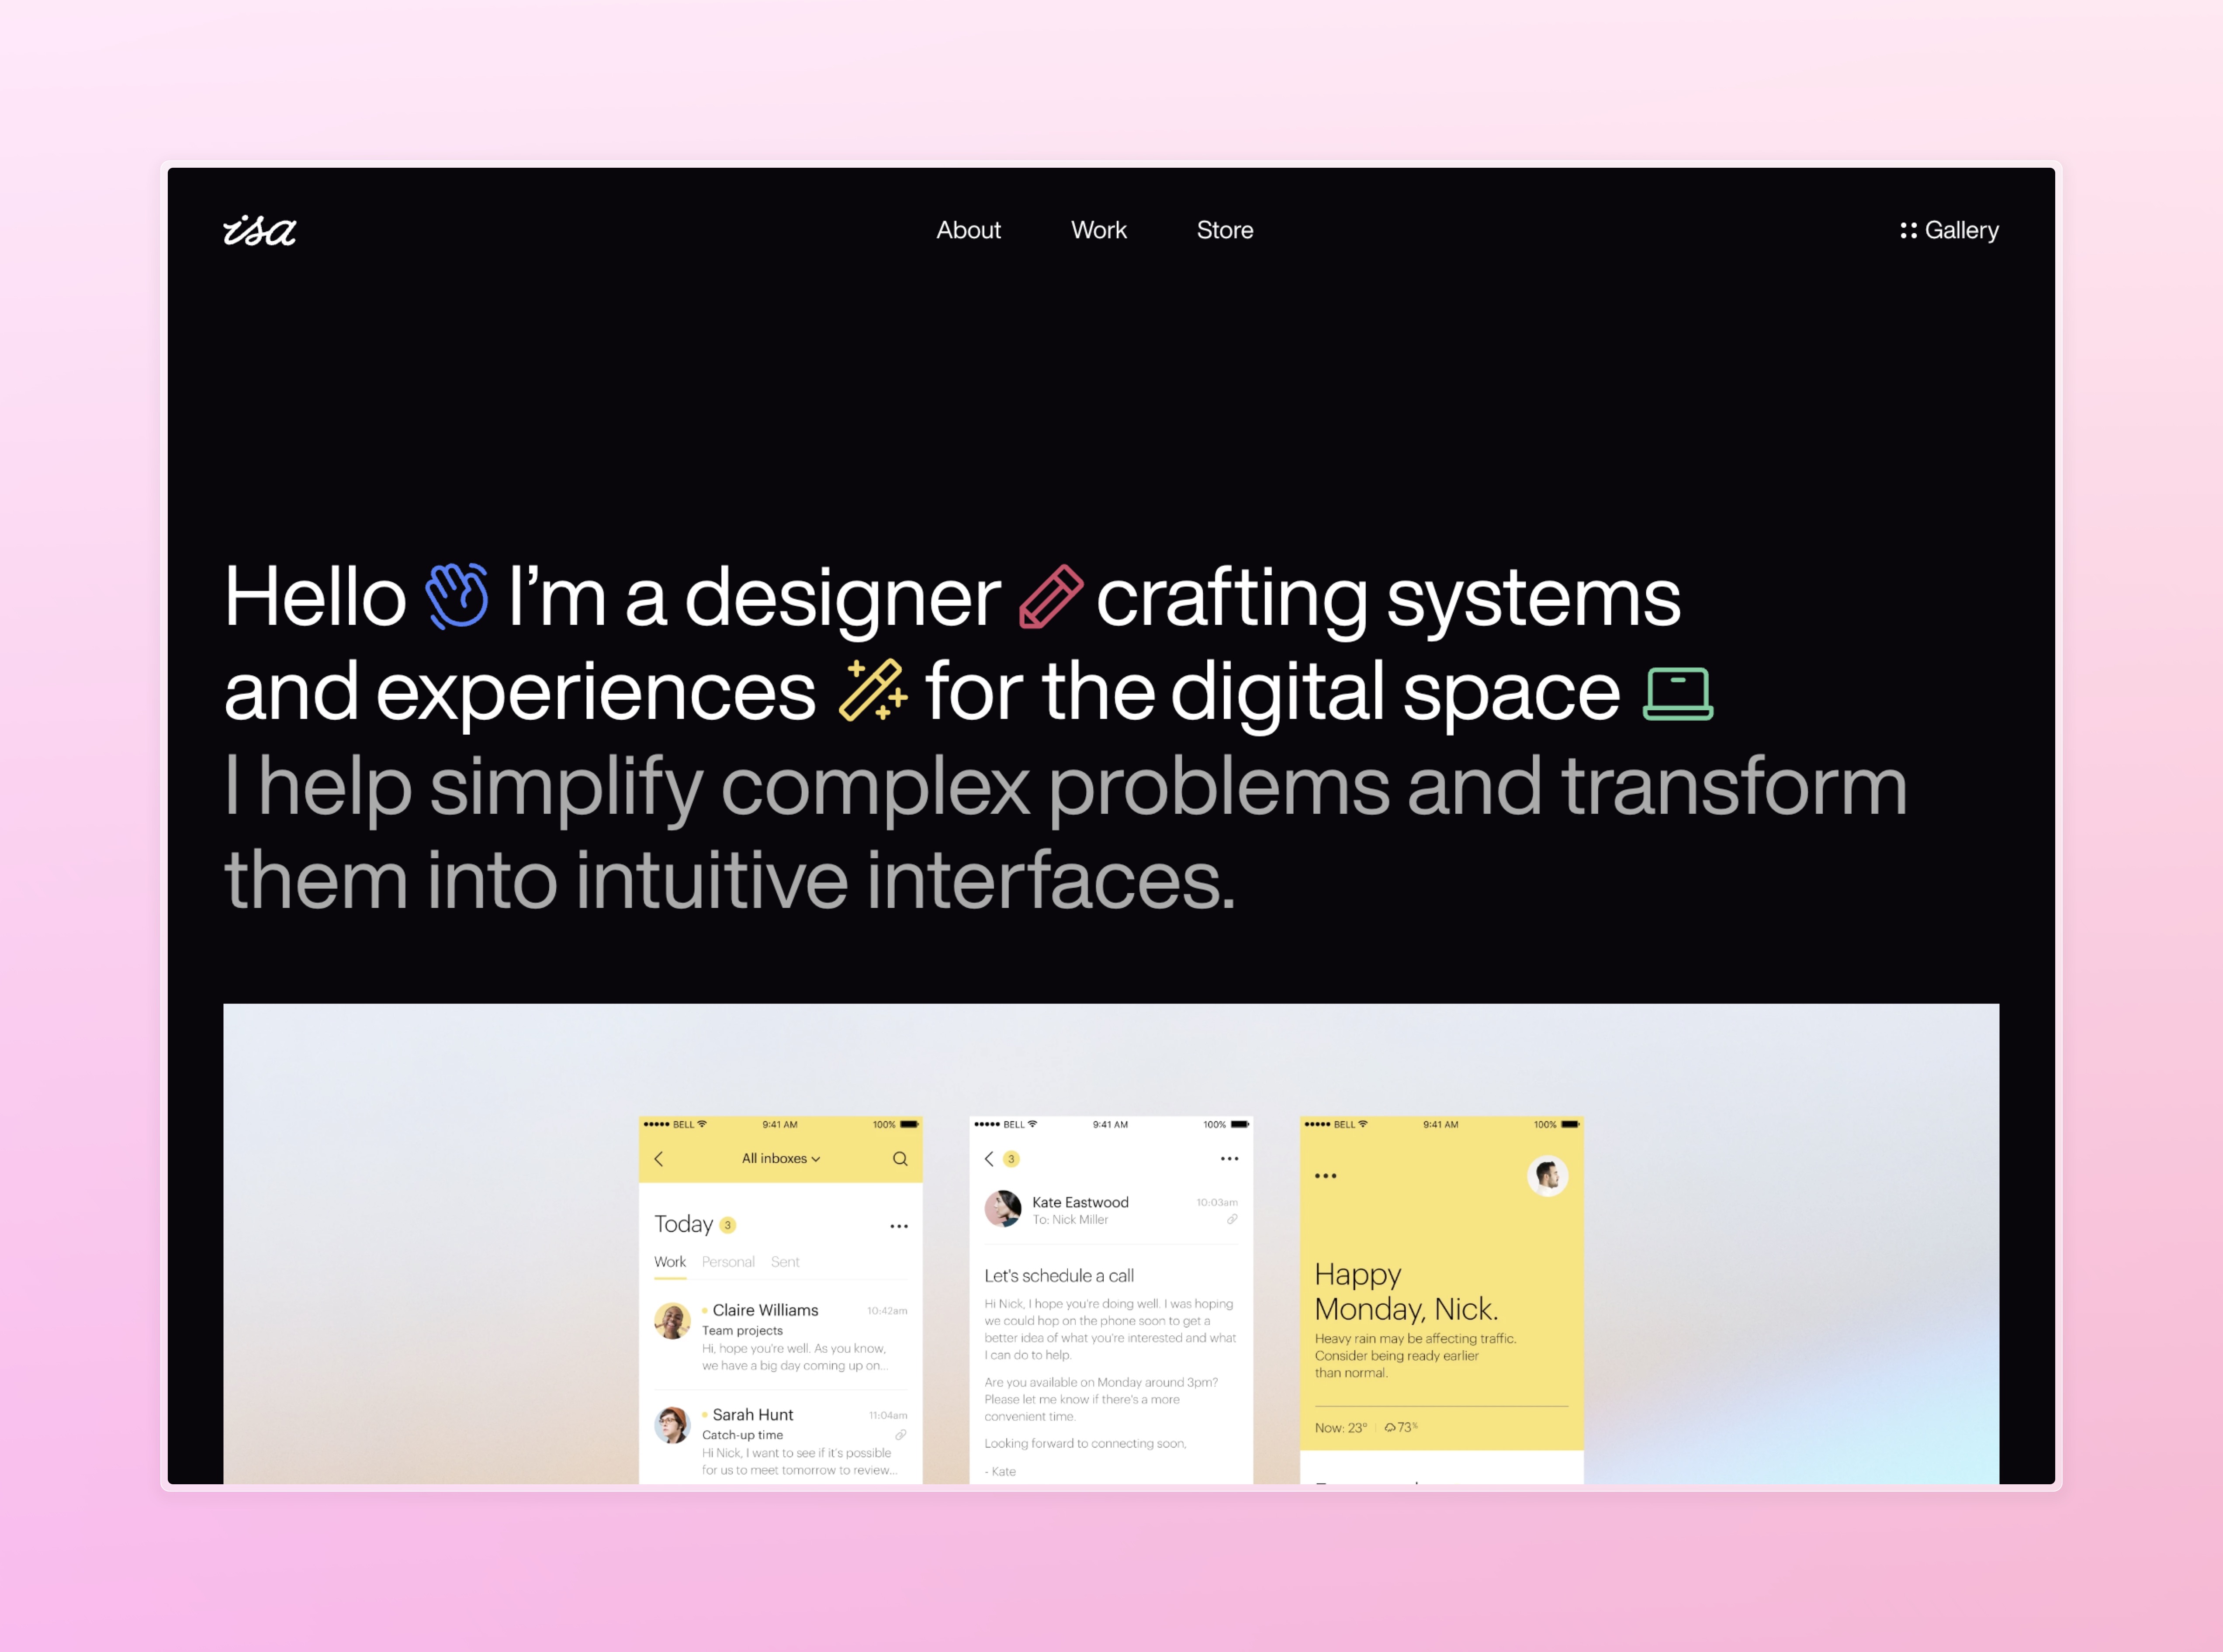 isa
About Work Store
Gallery
Hello I’m a designer crafting systems
and experiences for the digital space
I help simplify complex problems and transform
them into intuitive interfaces.
BELL 9:41 AM 100%
All inboxes
Today 3
Work Personal Sent
Claire Williams 10:42am
Team projects
Hi, hope you're well. As you know,
we have a big day coming up on...
Sarah Hunt 11:04am
Catch-up time
Hi Nick, I want to see if it's possible
for us to meet tomorrow to review...
BELL 9:41 AM 100%
3
Kate Eastwood 10:03am
To: Nick Miller
Let's schedule a call
Hi Nick, I hope you're doing well. I was hoping
we could hop on the phone soon to get a
better idea of what you're interested and what
I can do to help.
Are you available on Monday around 3pm?
Please let me know if there's a more
convenient time.
Looking forward to connecting soon,
- Kate
BELL 9:41 AM 100%
Happy
Monday, Nick.
Heavy rain may be affecting traffic.
Consider being ready earlier
than normal.
Now: 23° 73%